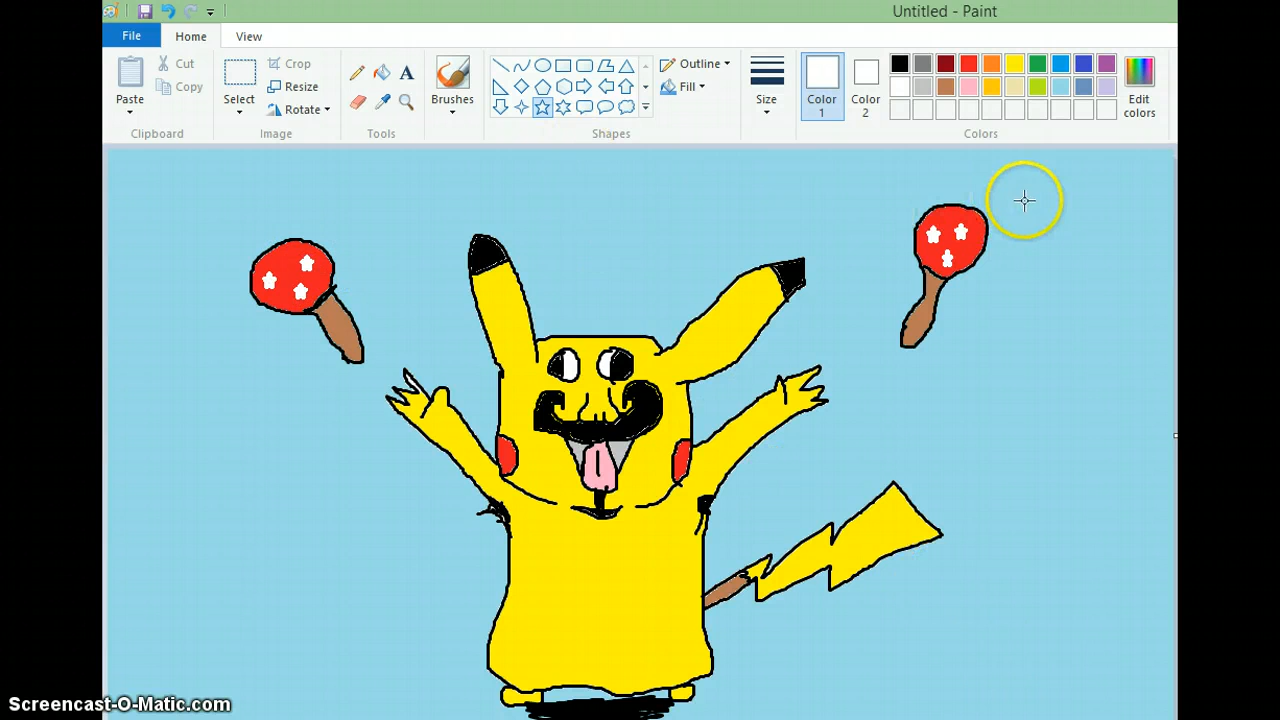 Untitled - Paint
File Home View
Paste
Cut
Copy
Clipboard
Select
Crop
Resize
Rotate
Image
A
Tools
Brushes
Outline
Fill
Shapes
Size
Color 1
Color 2
Edit colors
Colors
Screencast-O-Matic.com